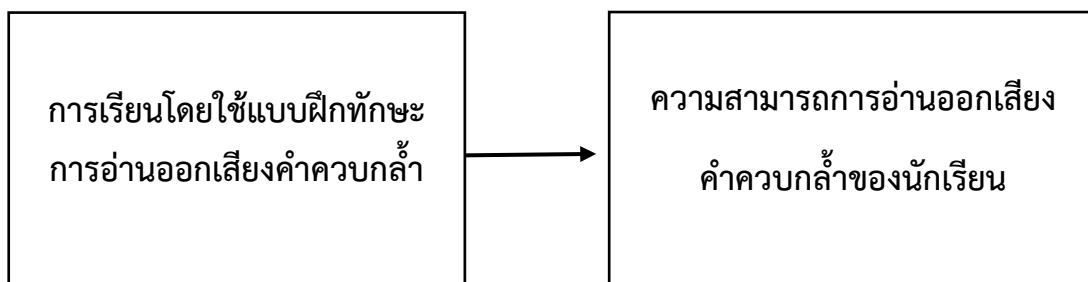 การเรียนโดยใช้แบบฝึกทักษะ
การอ่านออกเสียงคำควบกล้ำ
ความสามารถการอ่านออกเสียง
คำควบกล้ำของนักเรียน